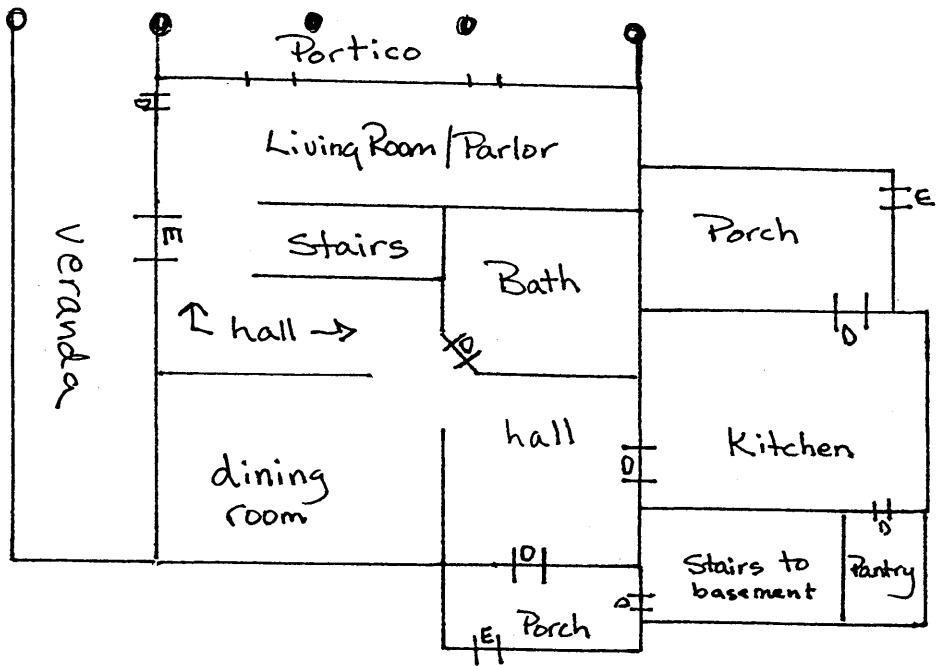 Portico
D
Living Room/Parlor
E
Porch
E
Stairs
Bath
Veranda
hall
D
D
hall
D
Kitchen
dining
room
D
D
Stairs to
basement
Pantry
D
E
Porch